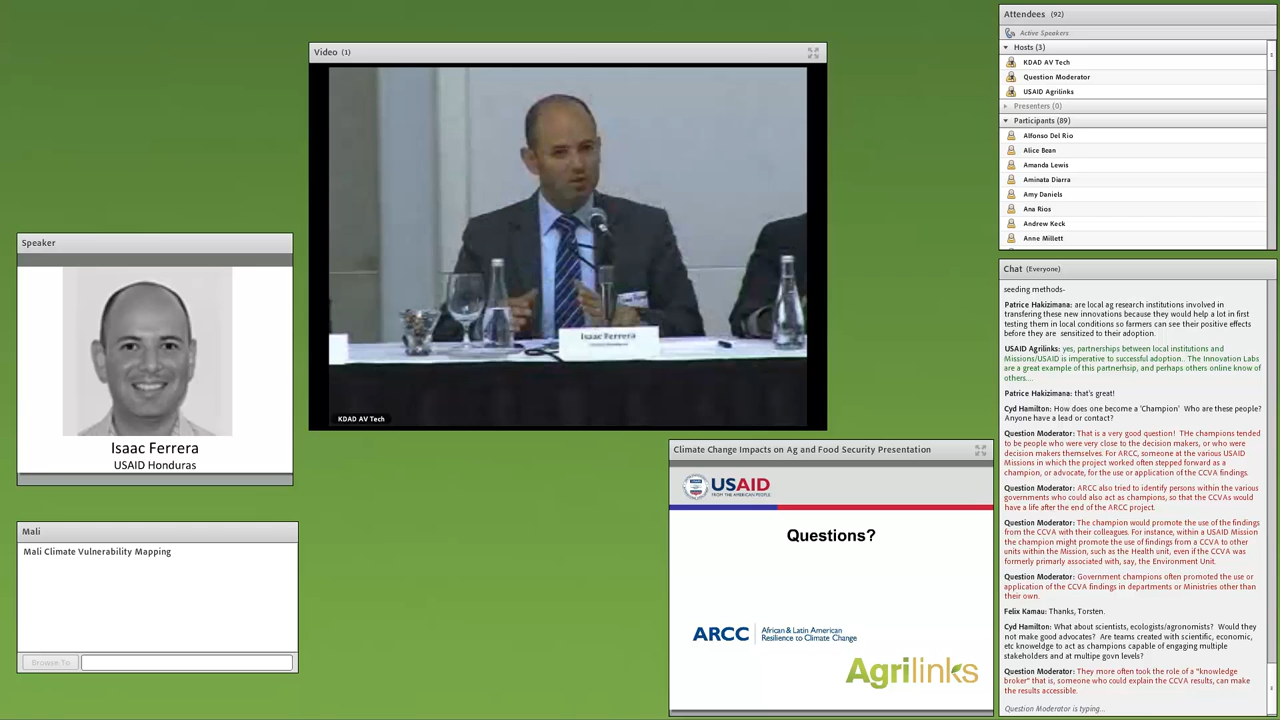 Video (1)
KDAD AV Tech
Isaac Ferrera
Speaker
Isaac Ferrera
USAID Honduras
Mali
Mali Climate Vulnerability Mapping
Browse To
Climate Change Impacts on Ag and Food Security Presentation
USAID
FROM THE AMERICAN PEOPLE
Questions?
ARCC
African & Latin American
Resilience to Climate Change
Agrilinks
Attendees (92)
Active Speakers
Hosts (3)
KDAD AV Tech
Question Moderator
USAID Agrilinks
Presenters (0)
Participants (89)
Alfonso Del Rio
Alice Bean
Amanda Lewis
Aminata Diarra
Amy Daniels
Ana Rios
Andrew Keck
Anne Millett
Chat (Everyone)
seeding methods-
Patrice Hakizimana: are local ag research institutions involved in
transfering these new innovations because they would help a lot in first
testing them in local conditions so farmers can see their positive effects
before they are sensitized to their adoption.
USAID Agrilinks: yes, partnerships between local institutions and
Missions/USAID is imperative to successful adoption.. The Innovation Labs
are a great example of this partnerhsip, and perhaps others online know of
others....
Patrice Hakizimana: that's great!
Cyd Hamilton: How does one become a 'Champion' Who are these people?
Anyone have a lead or contact?
Question Moderator: That is a very good question! THe champions tended
to be people who were very close to the decision makers, or who were
decision makers themselves. For ARCC, someone at the various USAID
Missions in which the project worked often stepped forward as a
champion, or advocate, for the use or application of the CCVA findings.
Question Moderator: ARCC also tried to identify persons within the various
governments who could also act as champions, so that the CCVAs would
have a life after the end of the ARCC project.
Question Moderator: The champion would promote the use of the findings
from the CCVA with their colleagues. For instance, within a USAID Mission
the champion might promote the use of findings from a CCVA to other
units within the Mission, such as the Health unit, even if the CCVA was
formerly primarly associated with, say, the Environment Unit.
Question Moderator: Government champions often promoted the use or
application of the CCVA findings in departments or Ministries other than
their own.
Felix Kamau: Thanks, Torsten.
Cyd Hamilton: What about scientists, ecologists/agronomists? Would they
not make good advocates? Are teams created with scientific, economic,
etc knoweldge to act as champions capable of engaging multiple
stakeholders and at multipe govn levels?
Question Moderator: They more often took the role of a "knowledge
broker" that is, someone who could explain the CCVA results, can make
the results accessible.
Question Moderator is typing...